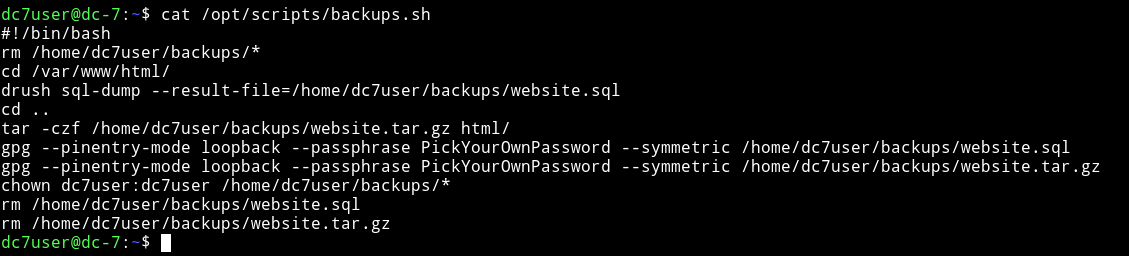 dc7user@dc-7:~$ cat /opt/scripts/backups.sh
#!/bin/bash
rm /home/dc7user/backups/*
cd /var/www/html/
drush sql-dump --result-file=/home/dc7user/backups/website.sql
cd ..
tar -czf /home/dc7user/backups/website.tar.gz html/
gpg --pinentry-mode loopback --passphrase PickYourOwnPassword --symmetric /home/dc7user/backups/website.sql
gpg --pinentry-mode loopback --passphrase PickYourOwnPassword --symmetric /home/dc7user/backups/website.tar.gz
chown dc7user:dc7user /home/dc7user/backups/*
rm /home/dc7user/backups/website.sql
rm /home/dc7user/backups/website.tar.gz
dc7user@dc-7:~$